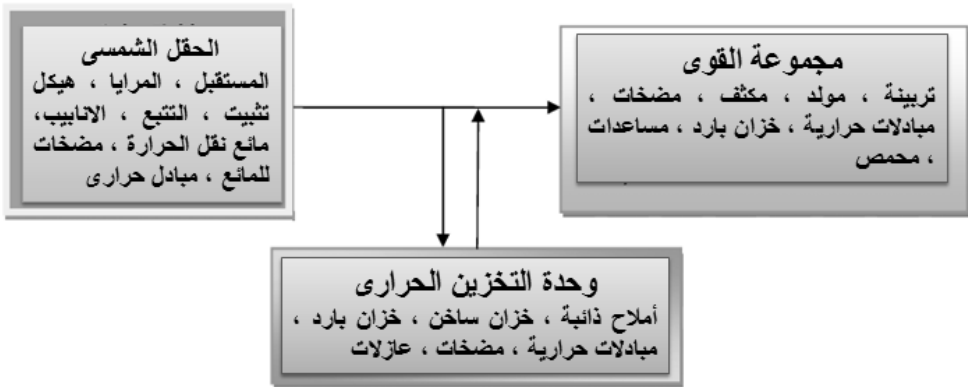 الحقل الشمسى
المستقبل ، المرايا ، هيكل
تثبيت ، التتبع ، الانابيب،
مائع نقل الحرارة ، مضخات
للمائع ، مبادل حرارى
مجموعة القوى
تربينة ، مولد ، مكثف ، مضخات ،
مبادلات حرارية ، خزان بارد ، مساعدات
، محمص
وحدة التخزين الحرارى
أملاح ذائبة ، خزان ساخن ، خزان بارد ،
مبادلات حرارية ، مضخات ، عازلات